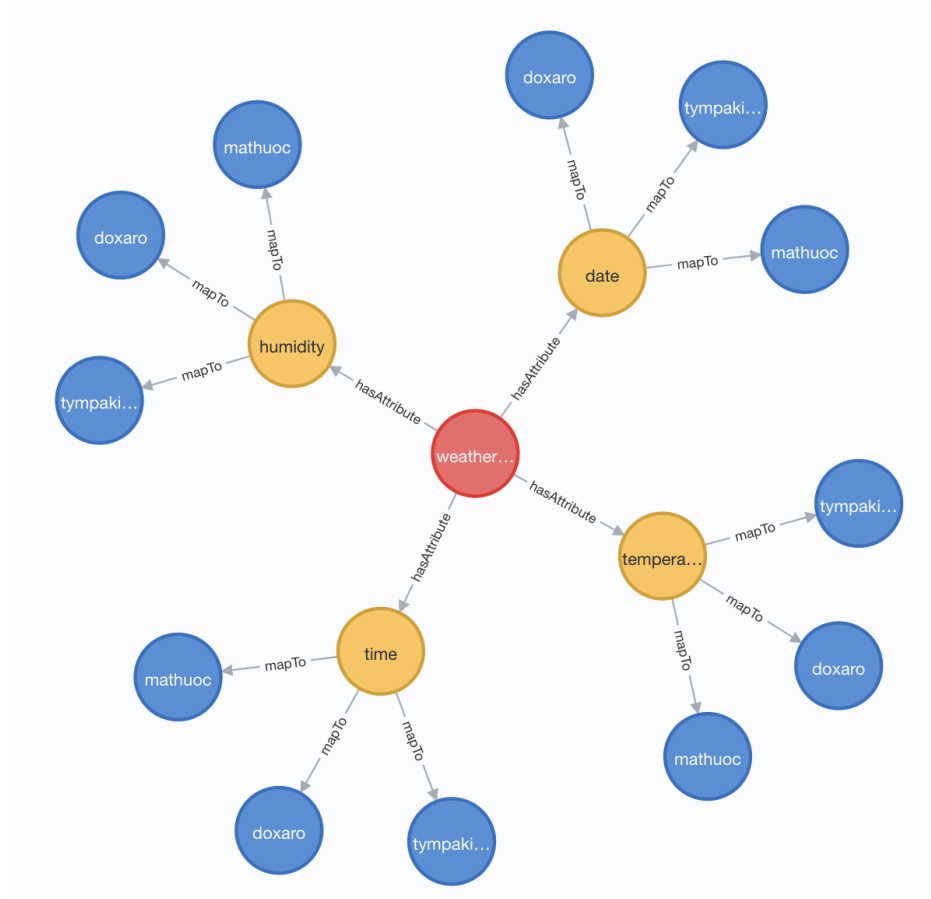 doxaro
tympaki…
mathuoc
mapTo
mapTo
doxaro
mapTo
mathuoc
mapTo
mapTo
mapTo
date
humidity
hasAttribute
tympaki…
mapTo
hasAttribute
weather…
hasAttribute
tympaki…
hasAttribute
mapTo
tempera…
mapTo
doxaro
time
mapTo
mathuoc
mapTo
mapTo
mapTo
mathuoc
doxaro
tympaki…